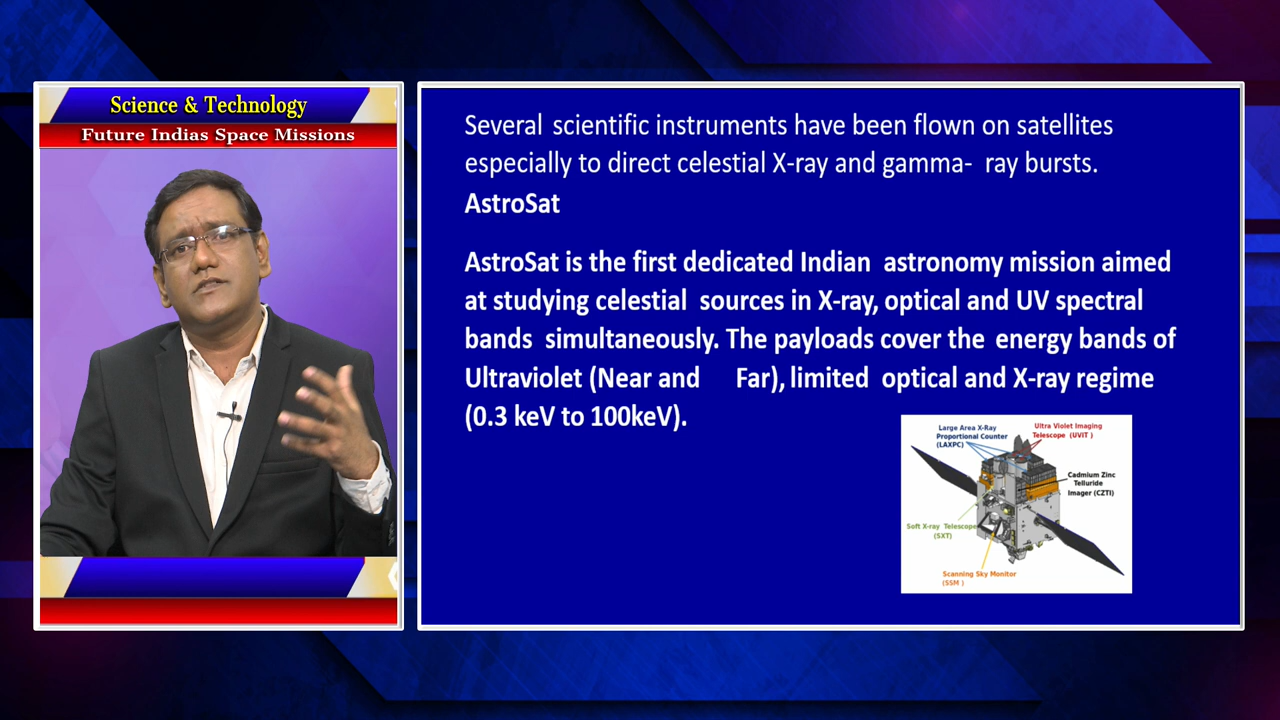 Science & Technology
Future Indias Space Missions
Several scientific instruments have been flown on satellites
especially to direct celestial X-ray and gamma- ray bursts.
AstroSat
AstroSat is the first dedicated Indian astronomy mission aimed
at studying celestial sources in X-ray, optical and UV spectral
bands simultaneously. The payloads cover the energy bands of
Ultraviolet (Near and Far), limited optical and X-ray regime
(0.3 keV to 100keV).
Large Area X-Ray
Proportional Counter
(LAXPC)
Ultra Violet Imaging
Telescope (UVIT )
Cadmium Zinc
Telluride
Imager (CZTI)
Soft X-ray Telescope
(SXT)
Scanning Sky Monitor
(SSM )